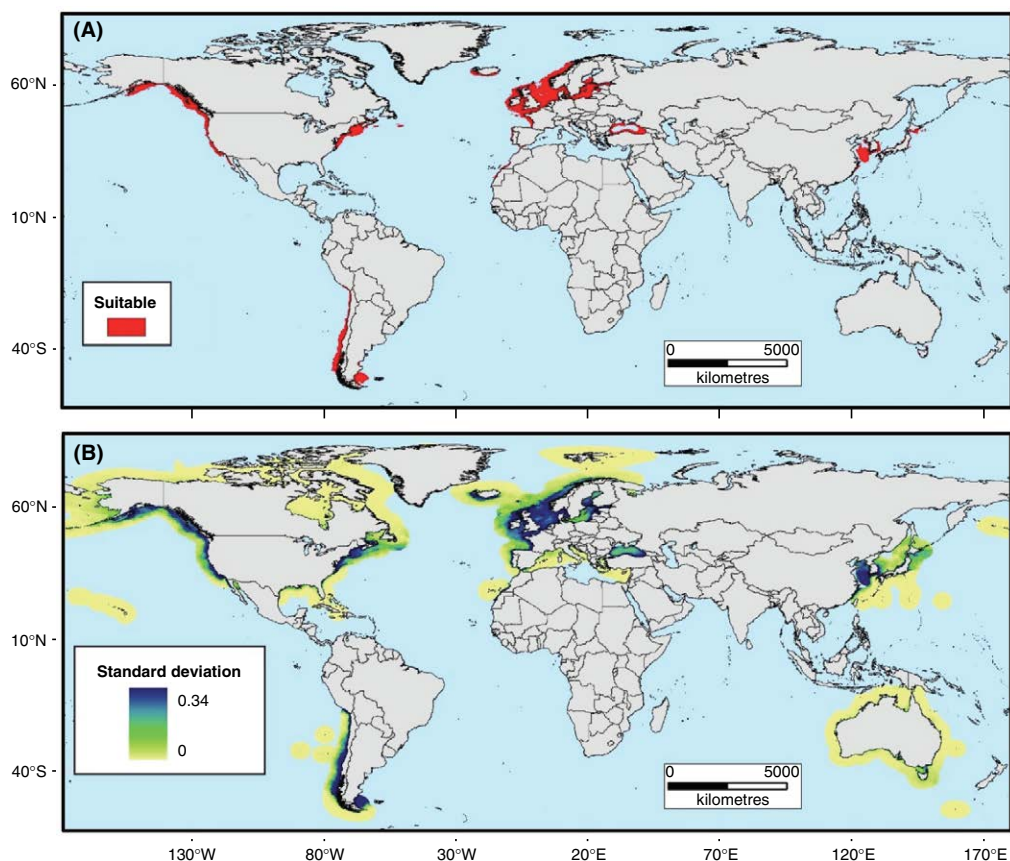 (A)
60°N
10°N
40°S
Suitable
0 5000
kilometres
(B)
60°N
10°N
40°S
Standard deviation
0.34
0
0 5000
kilometres
130°W 80°W 30°W 20°E 70°E 120°E 170°E